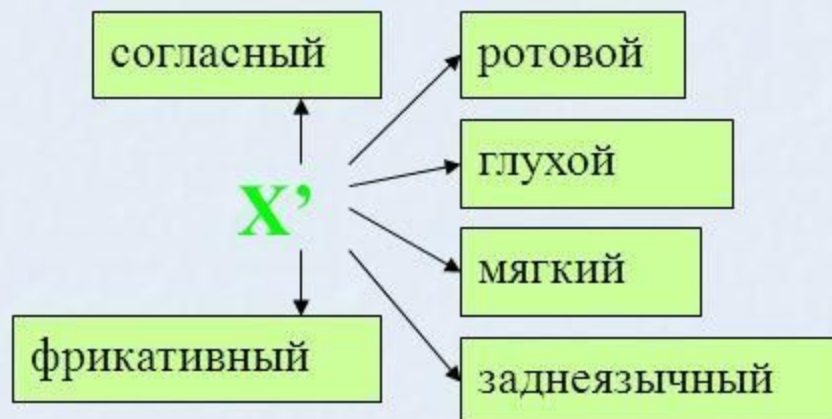 согласный
ротовой
глухой
Х’
мягкий
фрикативный
заднеязычный